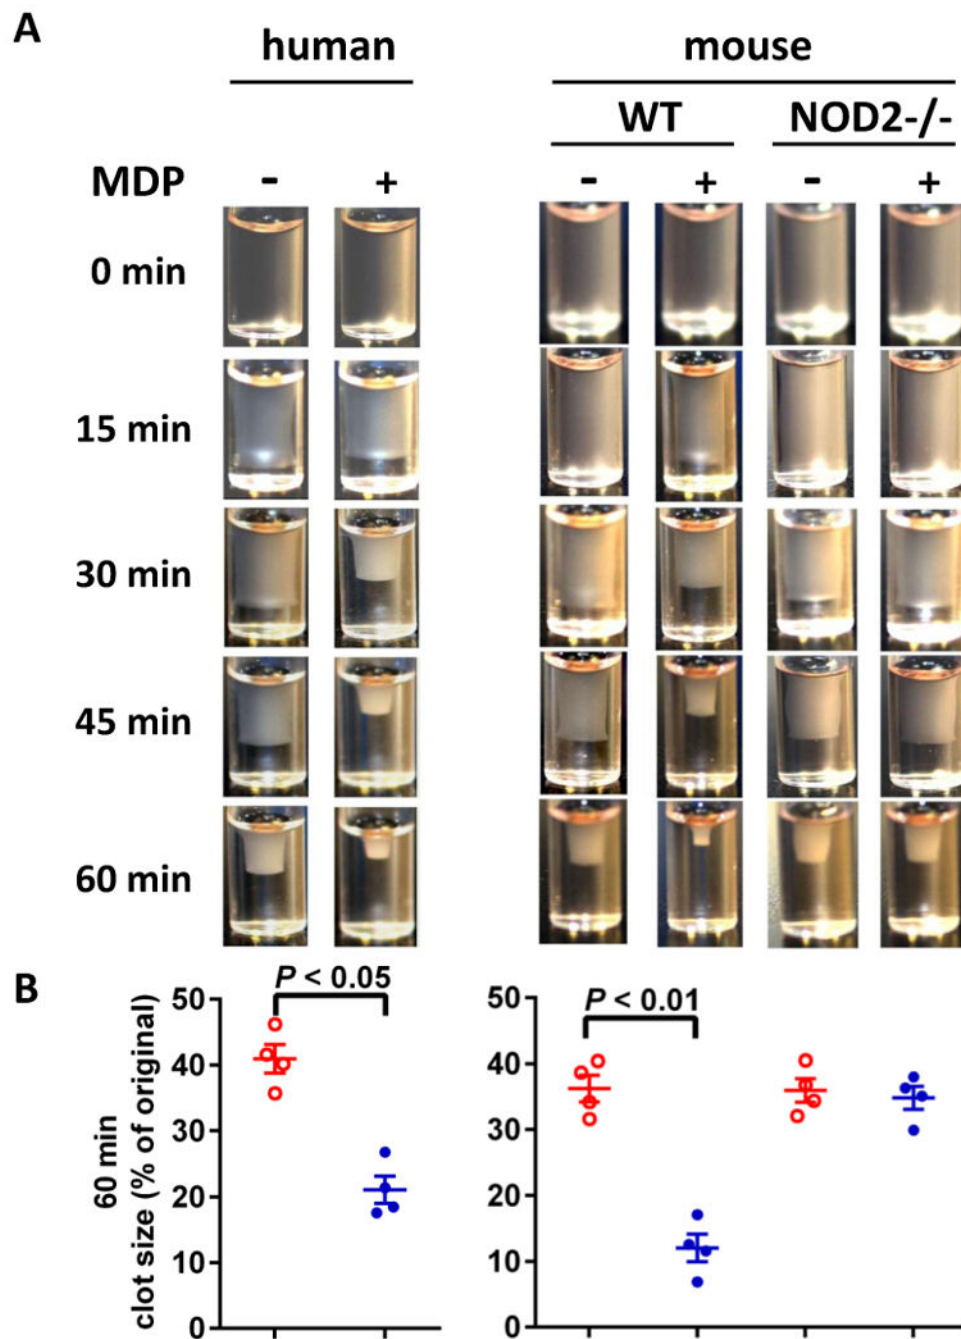 A
human
mouse
WT
NOD2-/-
MDP - + - + - +
0 min
15 min
30 min
45 min
60 min
B
P < 0.05
P < 0.01
60 min
clot size (% of original)
50
40
30
20
10
0
50
40
30
20
10
0